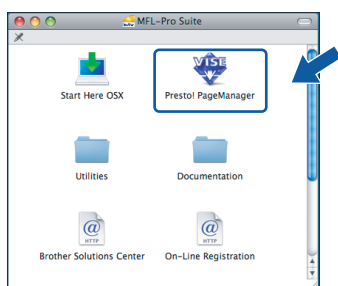 MFL-Pro Suite
VISE
Start Here OSX
Presto! PageManager
Utilities
Documentation
@
HTTP
@
HTTP
Brother Solutions Center
On-Line Registration